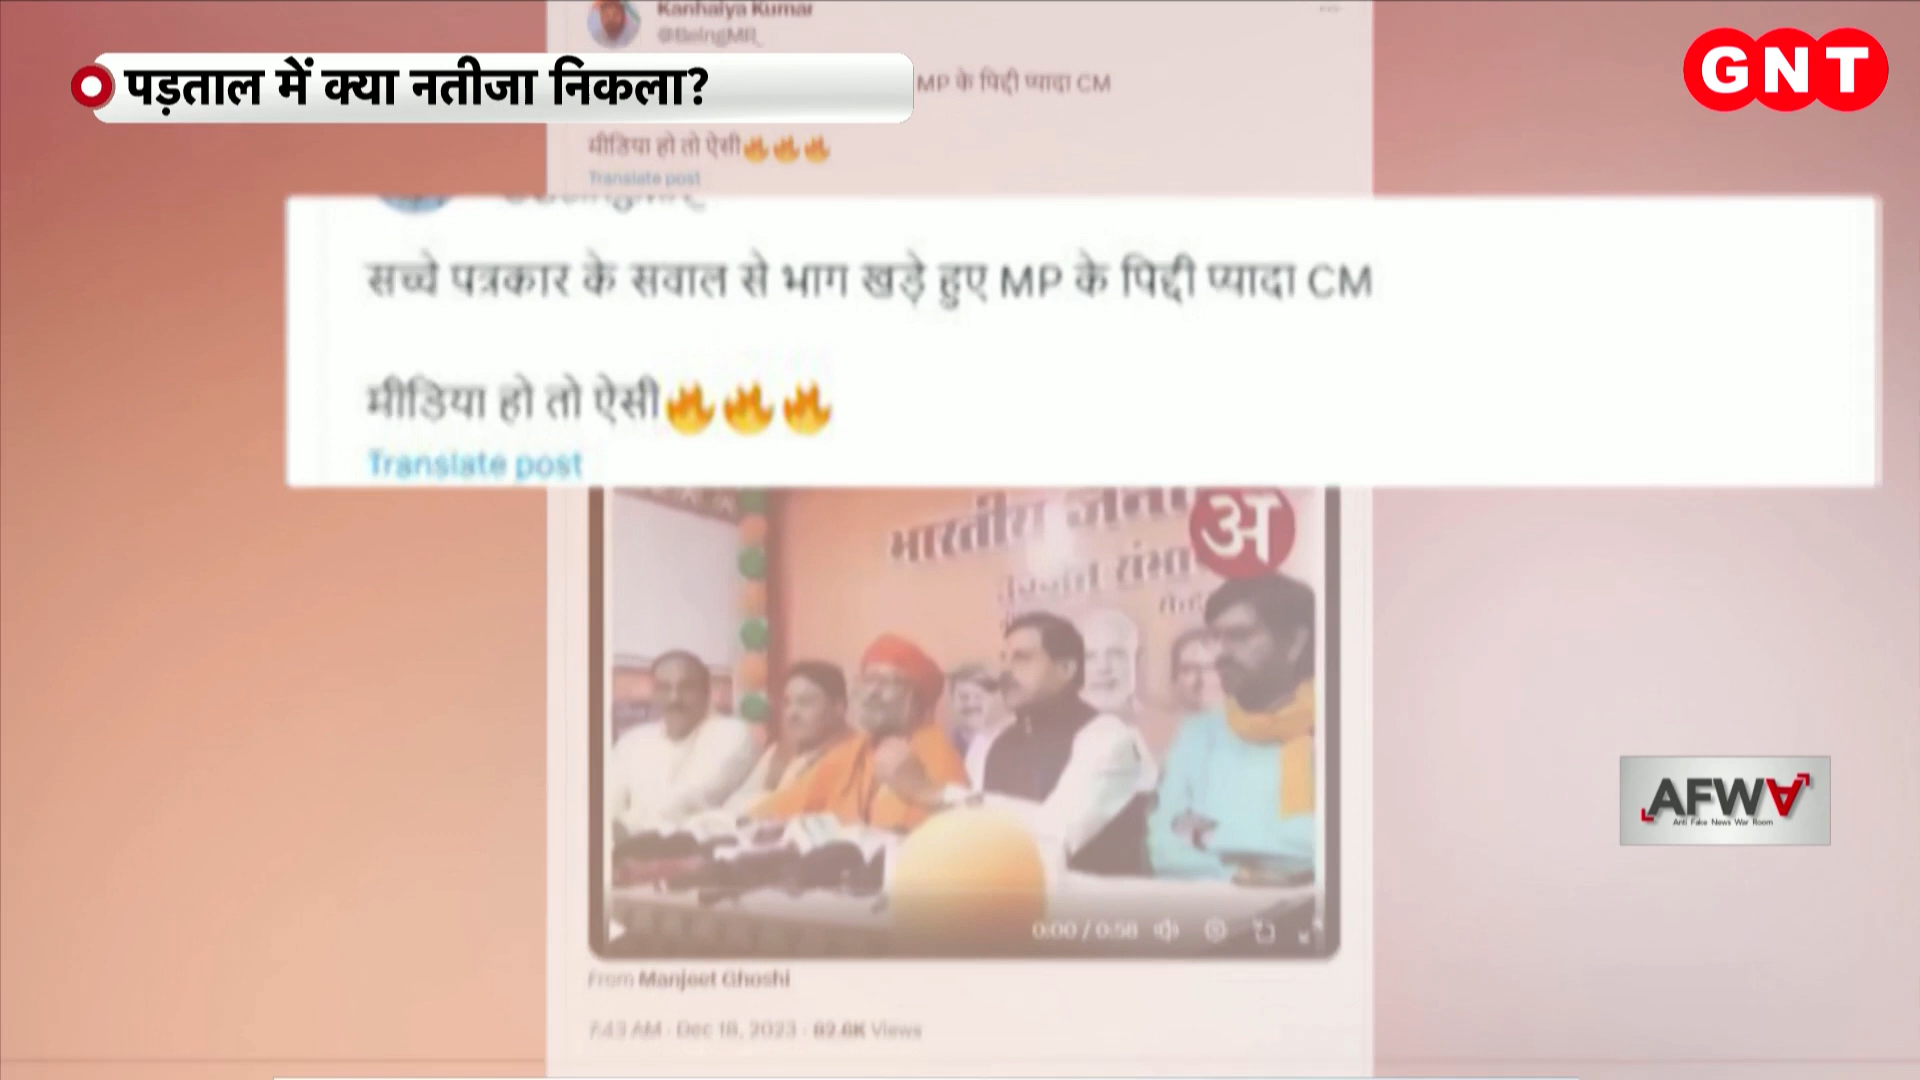 Kanhaiya Kumar
@BeingMR_
पड़ताल में क्या नतीजा निकला?
GNT
MP के पिद्दी प्यादा CM
मीडिया हो तो ऐसी🔥🔥🔥
Translate post
सच्चे पत्रकार के सवाल से भाग खड़े हुए MP के पिद्दी प्यादा CM
मीडिया हो तो ऐसी🔥🔥🔥
Translate post
भारतीय
अ
संभा
AFWA
Anti Fake News War Room
0:00 / 0:58
From Manjeet Ghoshi
7:43 AM · Dec 18, 2023 · 82.6K Views